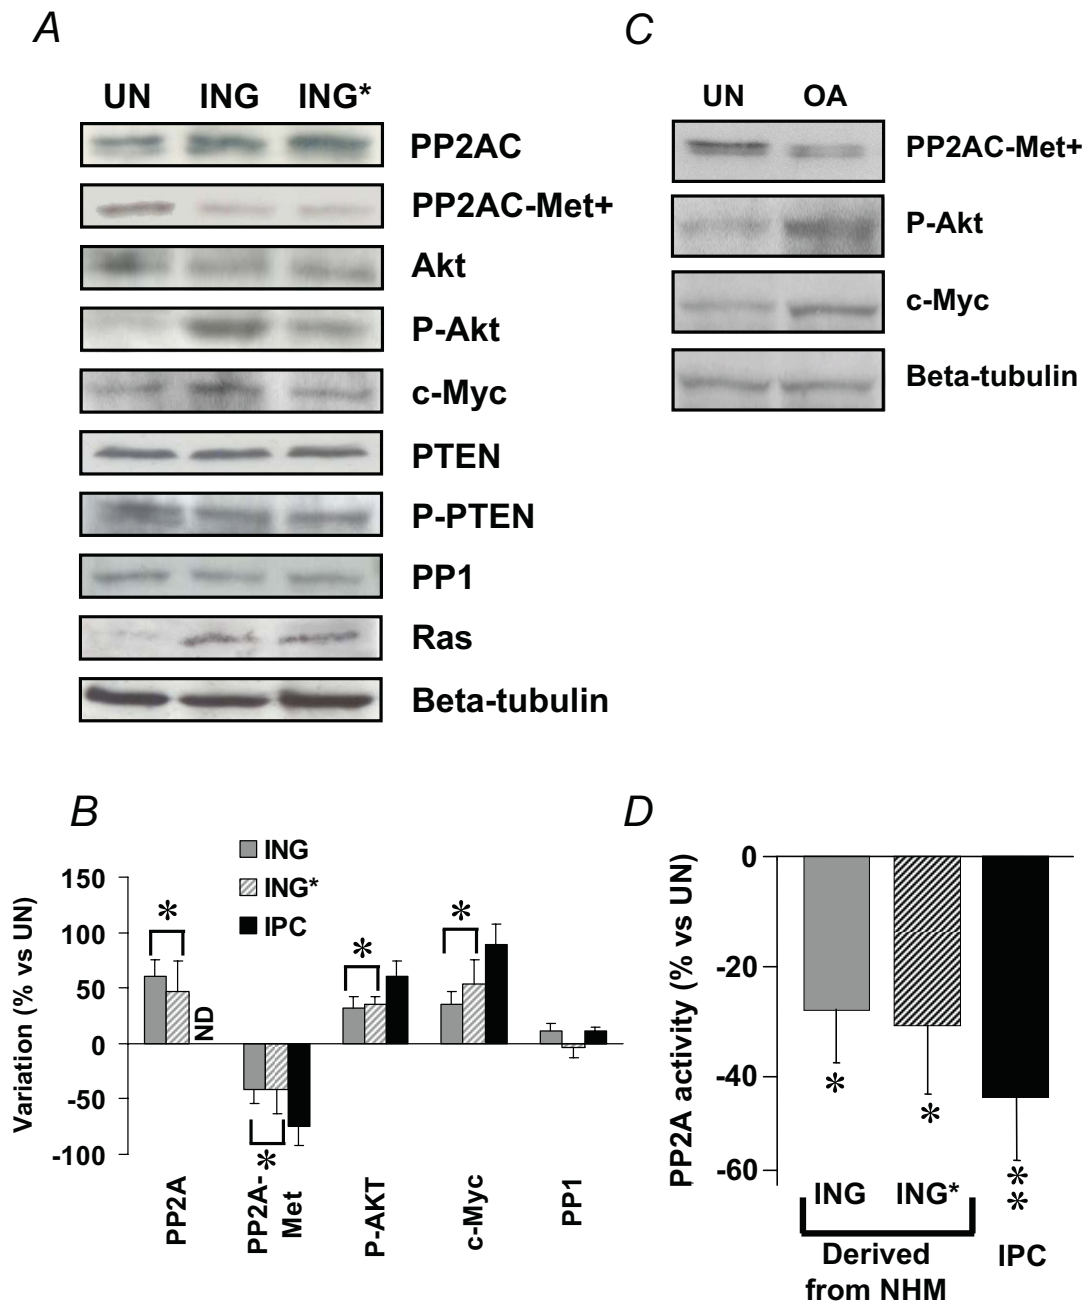 A
UN ING ING*
PP2AC
PP2AC-Met+
Akt
P-Akt
c-Myc
PTEN
P-PTEN
PP1
Ras
Beta-tubulin
C
UN OA
PP2AC-Met+
P-Akt
c-Myc
Beta-tubulin
B
ING
ING*
IPC
Variation (% vs UN)
150
100
50
0
-50
-100
*
ND
*
*
*
PP2A
PP2A-
Met
P-AKT
c-Myc
PP1
D
PP2A activity (% vs UN)
0
-20
-40
-60
*
*
*
*
ING ING*
Derived
from NHM
IPC